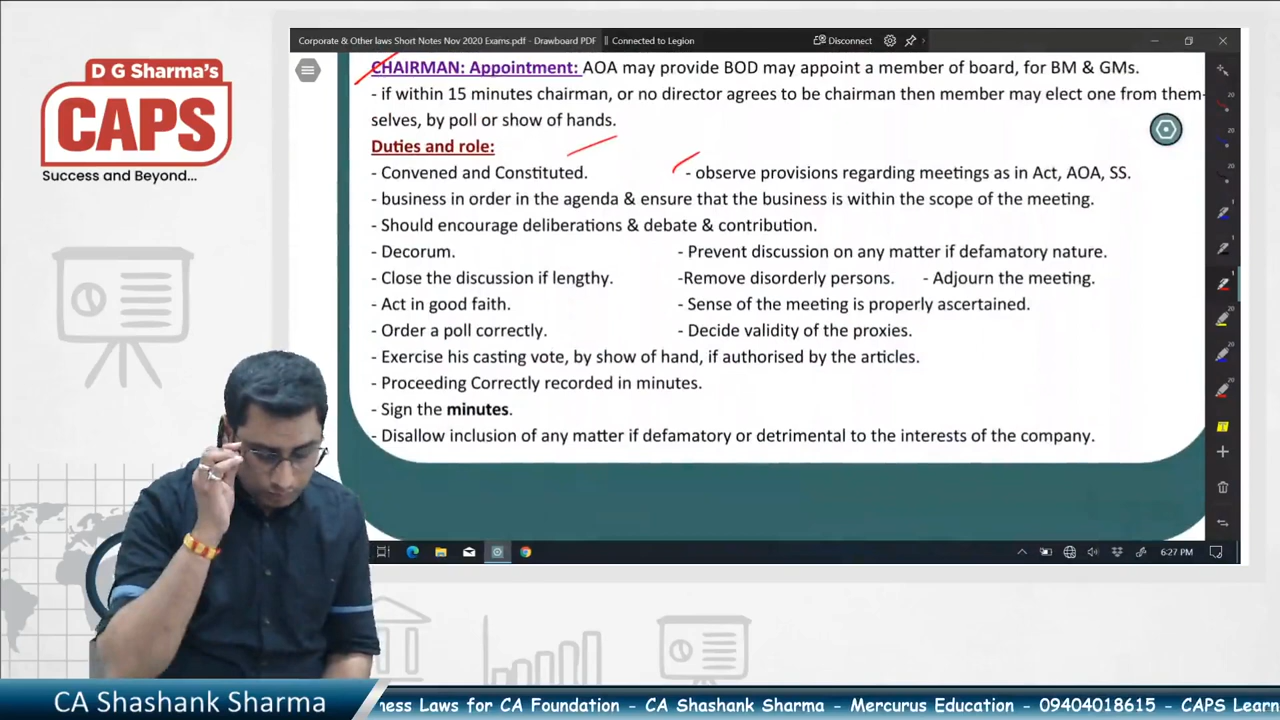 D G Sharma's
CAPS
Success and Beyond...
Corporate & Other laws Short Notes Nov 2020 Exams.pdf - Drawboard PDF
Connected to Legion
Disconnect
CHAIRMAN: Appointment: AOA may provide BOD may appoint a member of board, for BM & GMs.
- if within 15 minutes chairman, or no director agrees to be chairman then member may elect one from them-
selves, by poll or show of hands.
Duties and role:
- Convened and Constituted. - observe provisions regarding meetings as in Act, AOA, SS.
- business in order in the agenda & ensure that the business is within the scope of the meeting.
- Should encourage deliberations & debate & contribution.
- Decorum. - Prevent discussion on any matter if defamatory nature.
- Close the discussion if lengthy. -Remove disorderly persons. - Adjourn the meeting.
- Act in good faith. - Sense of the meeting is properly ascertained.
- Order a poll correctly. - Decide validity of the proxies.
- Exercise his casting vote, by show of hand, if authorised by the articles.
- Proceeding Correctly recorded in minutes.
- Sign the minutes.
- Disallow inclusion of any matter if defamatory or detrimental to the interests of the company.
6:27 PM
CA Shashank Sharma
ness Laws for CA Foundation - CA Shashank Sharma - Mercurus Education - 09404018615 - CAPS Learn